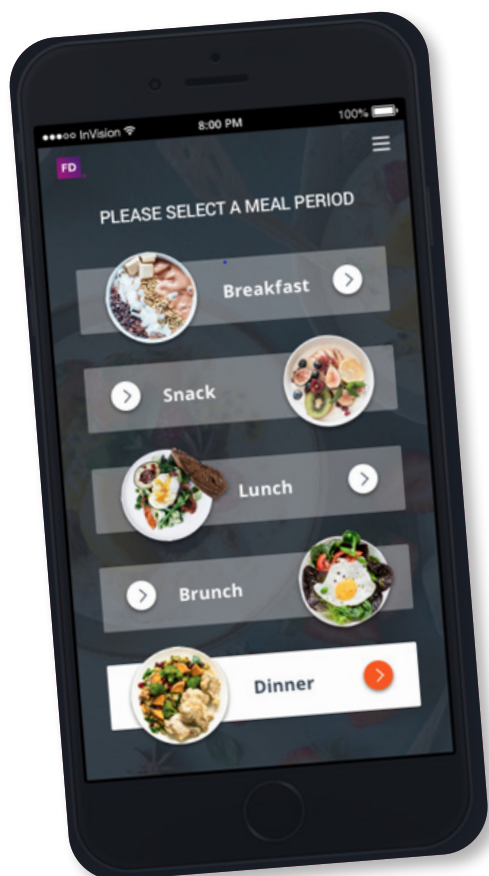 ●●●○○ InVision 8:00 PM 100%
FD
PLEASE SELECT A MEAL PERIOD
Breakfast
Snack
Lunch
Brunch
Dinner